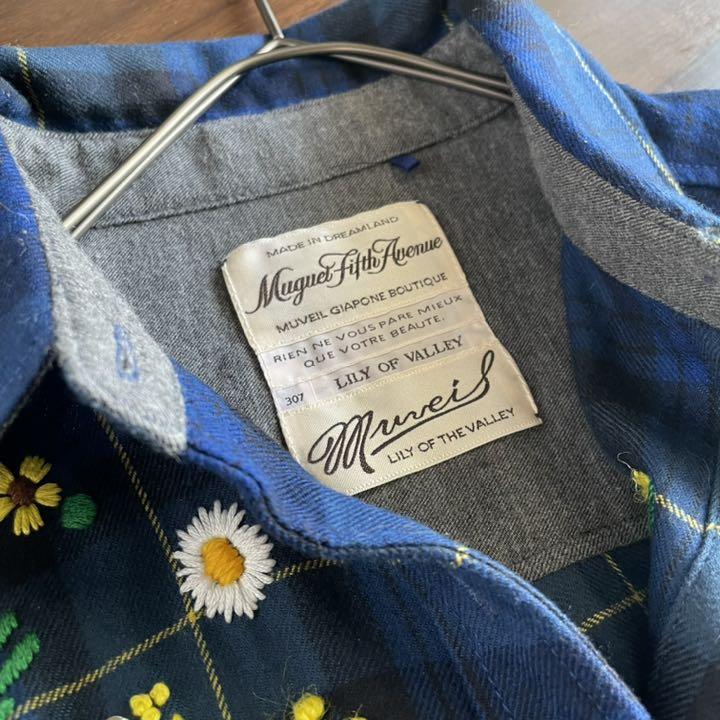 MADE IN DREAMLAND
Muguet Fifth Avenue
MUVEIL GIAPONE BOUTIQUE
RIEN NE VOUS PARE MIEUX
QUE VOTRE BEAUTE.
307 LILY OF VALLEY
Muveil
LILY OF THE VALLEY